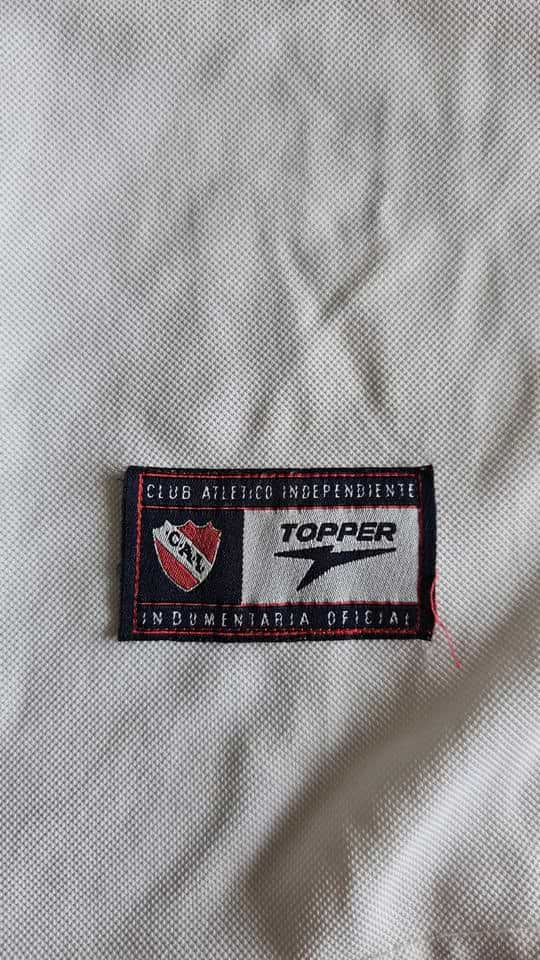 CLUB ATLETICO INDEPENDIENTE
CAI
TOPPER
INDUMENTARIA OFICIAL